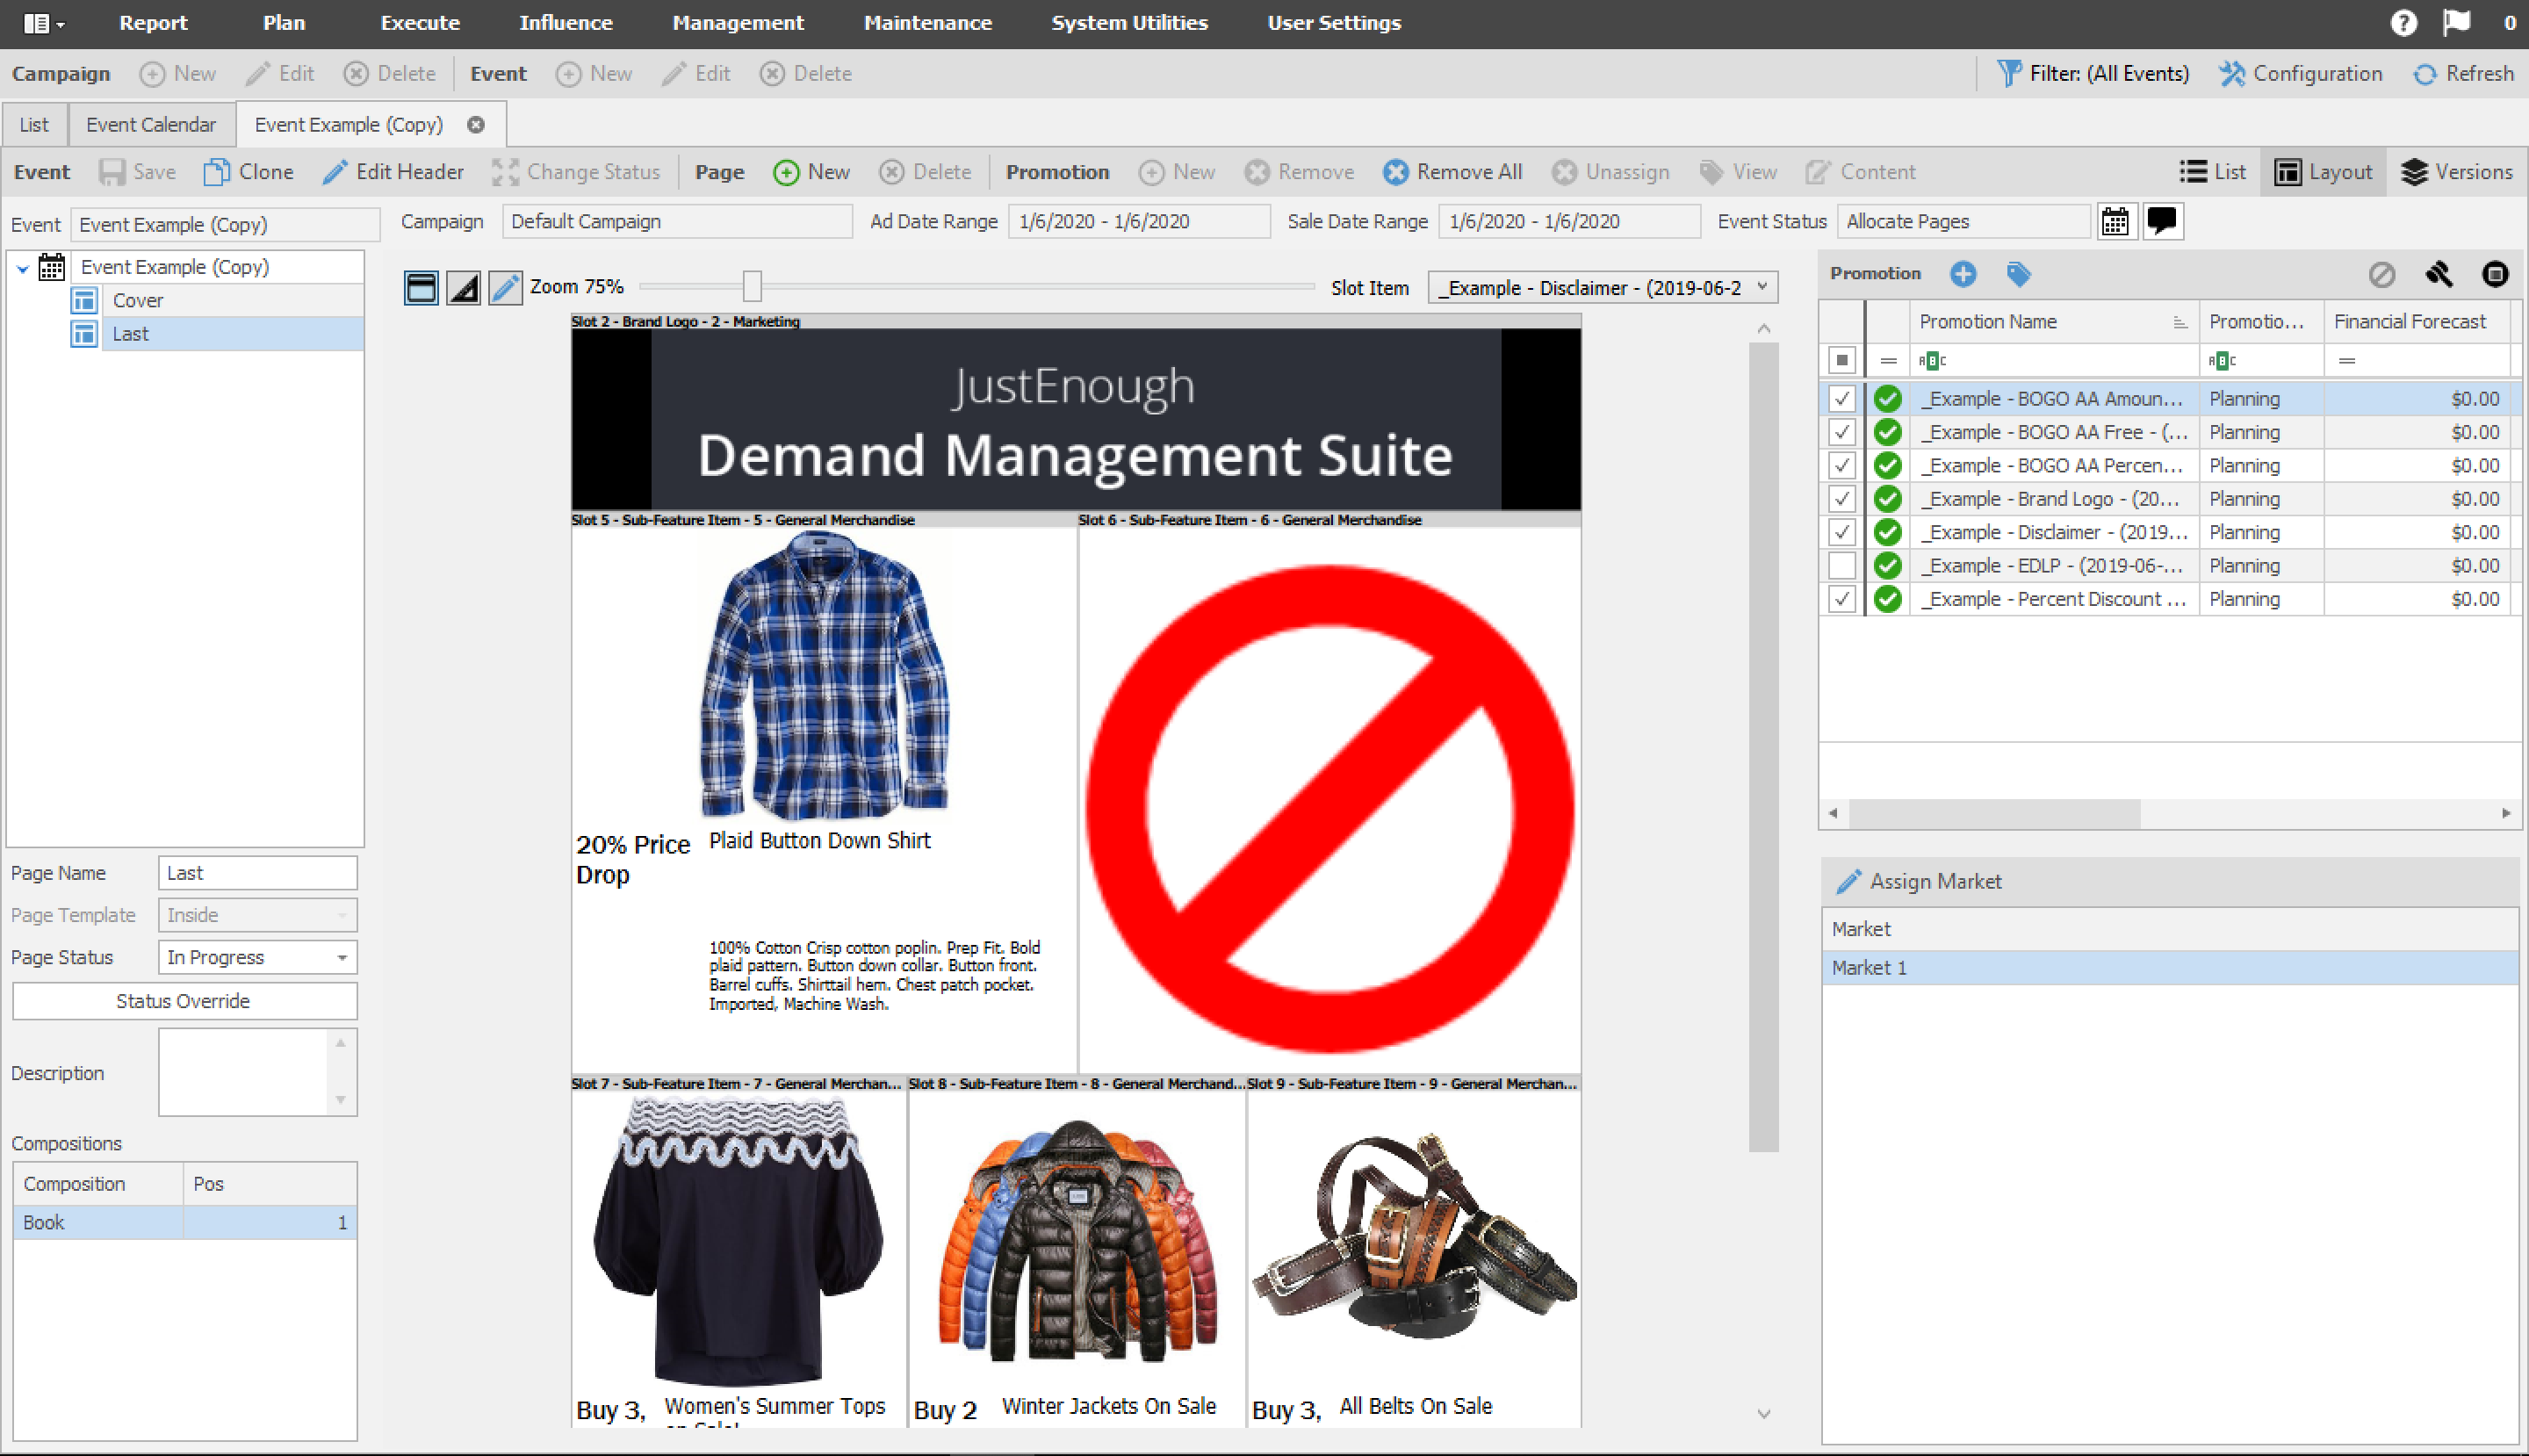 Report Plan Execute Influence Management Maintenance System Utilities User Settings 0
Campaign New Edit Delete Event New Edit Delete Filter: (All Events) Configuration Refresh
List Event Calendar Event Example (Copy)
Event Save Clone Edit Header Change Status Page New Delete Promotion New Remove Remove All Unassign View Content List Layout Versions
Event Event Example (Copy) Campaign Default Campaign Ad Date Range 1/6/2020 - 1/6/2020 Sale Date Range 1/6/2020 - 1/6/2020 Event Status Allocate Pages
Event Example (Copy)
Cover
Last
Page Name Last
Page Template Inside
Page Status In Progress
Status Override
Description
Compositions
Composition Pos
Book 1
Zoom 75% Slot Item _Example - Disclaimer - (2019-06-2
Slot 2 - Brand Logo - 2 - Marketing
JustEnough
Demand Management Suite
Slot 5 - Sub-Feature Item - 5 - General Merchandise
20% Price
Drop
Plaid Button Down Shirt
100% Cotton Crisp cotton poplin. Prep Fit. Bold
plaid pattern. Button down collar. Button front.
Barrel cuffs. Shirttail hem. Chest patch pocket.
Imported, Machine Wash.
Slot 6 - Sub-Feature Item - 6 - General Merchandise
Slot 7 - Sub-Feature Item - 7 - General Merchan...
Buy 3, Women's Summer Tops
Slot 8 - Sub-Feature Item - 8 - General Merchand...
Buy 2 Winter Jackets On Sale
Slot 9 - Sub-Feature Item - 9 - General Merchan...
Buy 3, All Belts On Sale
Promotion
Promotion Name Promotio... Financial Forecast
ABC ABC
_Example - BOGO AA Amoun... Planning $0.00
_Example - BOGO AA Free - (... Planning $0.00
_Example - BOGO AA Percen... Planning $0.00
_Example - Brand Logo - (20... Planning $0.00
_Example - Disclaimer - (2019... Planning $0.00
_Example - EDLP - (2019-06-... Planning $0.00
_Example - Percent Discount ... Planning $0.00
Assign Market
Market
Market 1